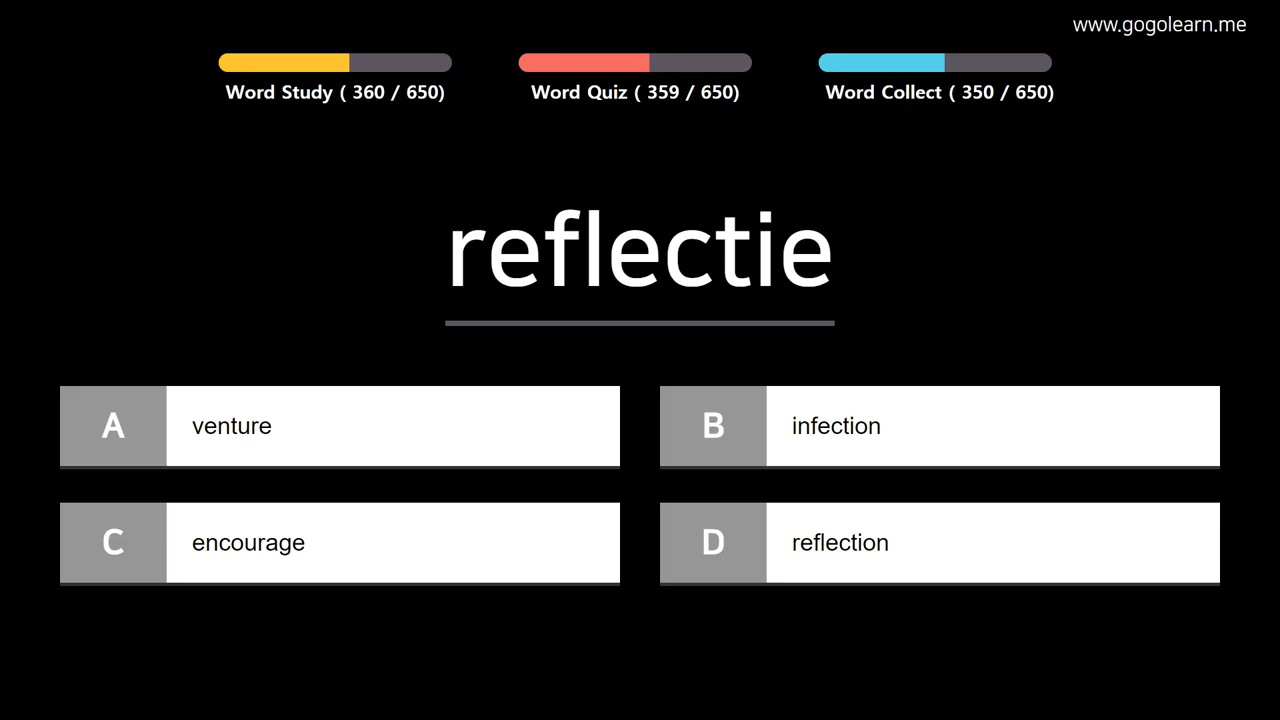 www.gogolearn.me
Word Study ( 360 / 650)
Word Quiz ( 359 / 650)
Word Collect ( 350 / 650)
reflectie
A venture
B infection
C encourage
D reflection